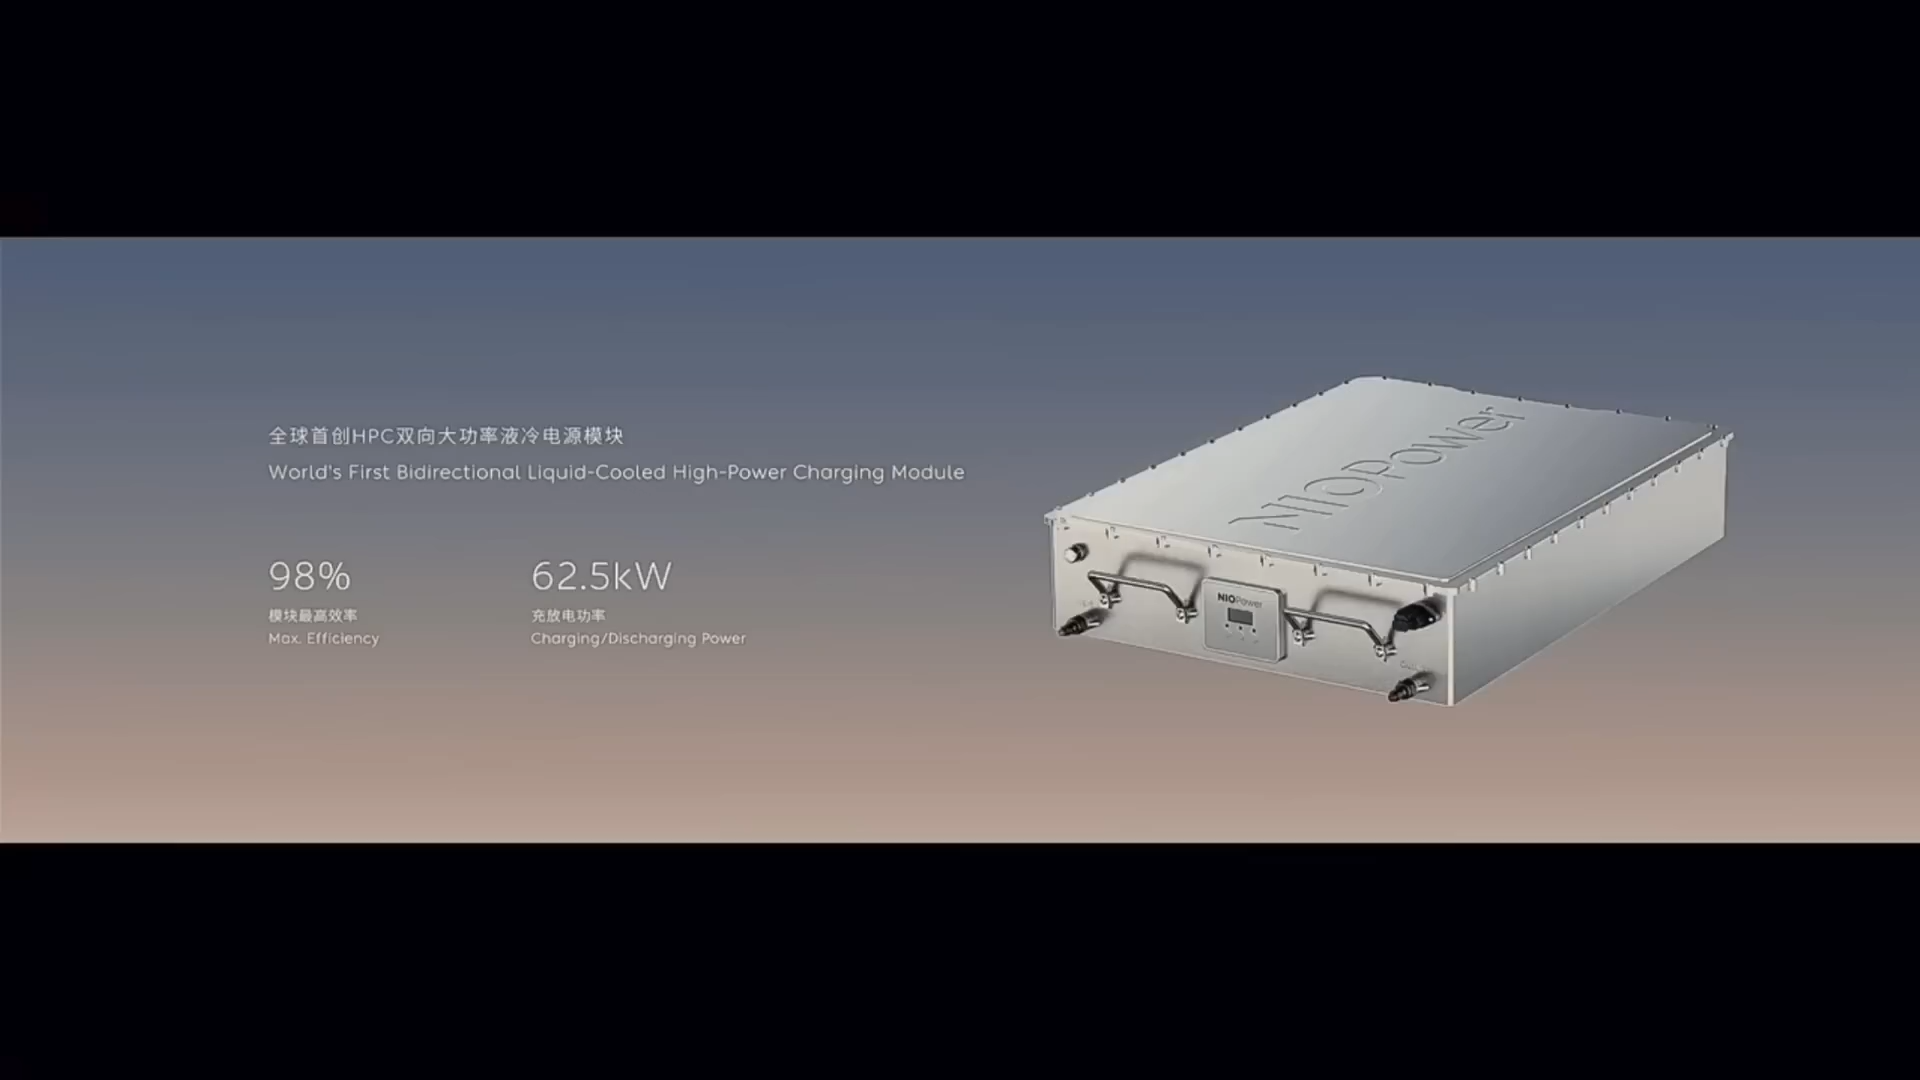 全球首创HPC双向大功率液冷电源模块
World's First Bidirectional Liquid-Cooled High-Power Charging Module
98%
模块最高效率
Max. Efficiency
62.5kW
充放电功率
Charging/Discharging Power
NIOPower
NIOPower